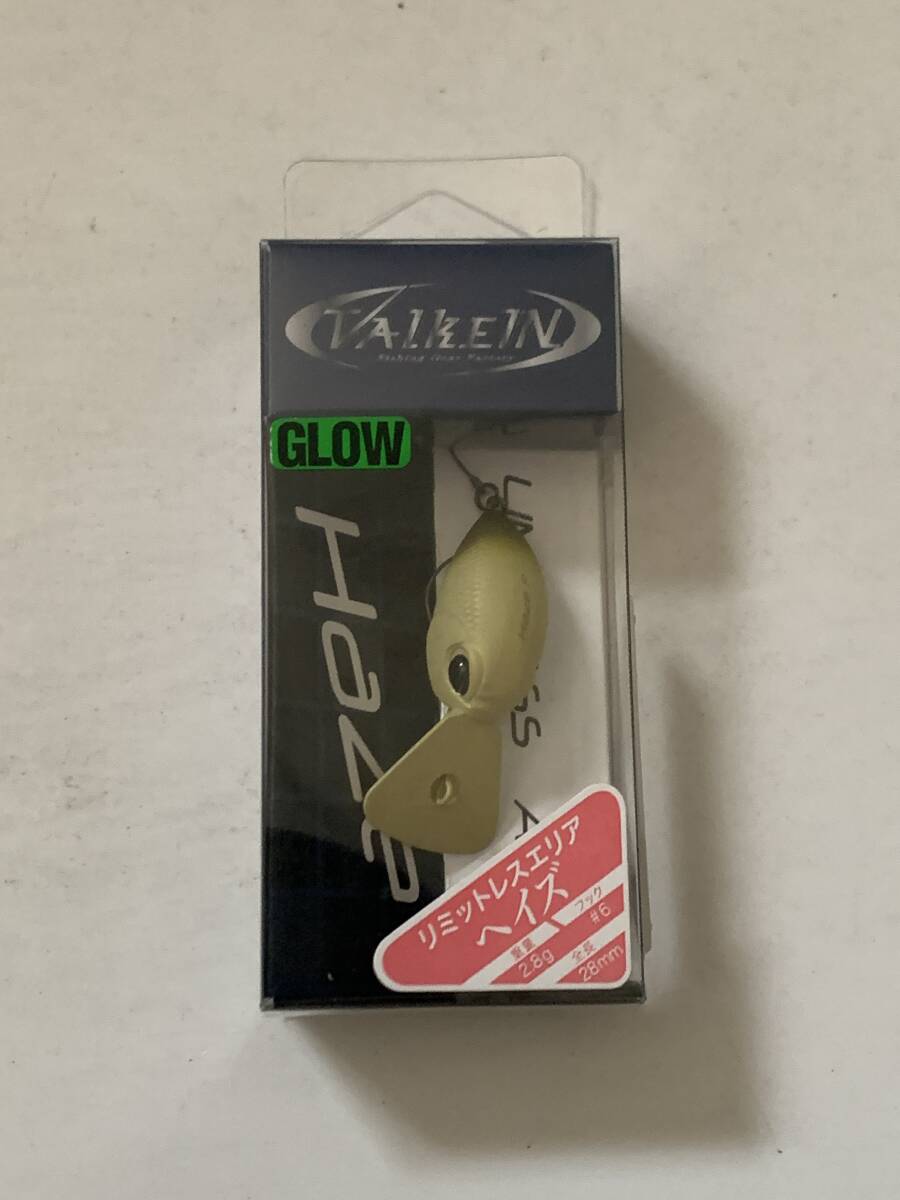 VALKEIN
Fishing Gear Factory
GLOW
Haze
リミットレスエリア
ヘイズ
重量
2.8g
フック
#6
全長
28mm